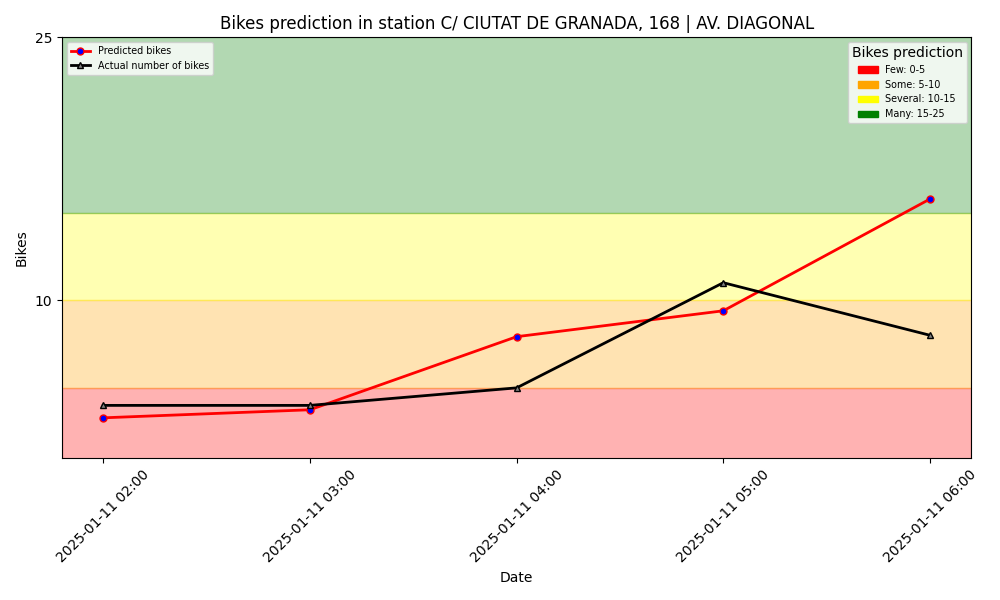 Bikes prediction in station C/ CIUTAT DE GRANADA, 168 | AV. DIAGONAL
Predicted bikes
Actual number of bikes
Bikes prediction
Few: 0-5
Some: 5-10
Several: 10-15
Many: 15-25
25
10
Bikes
2025-01-11 02:00
2025-01-11 03:00
2025-01-11 04:00
2025-01-11 05:00
2025-01-11 06:00
Date